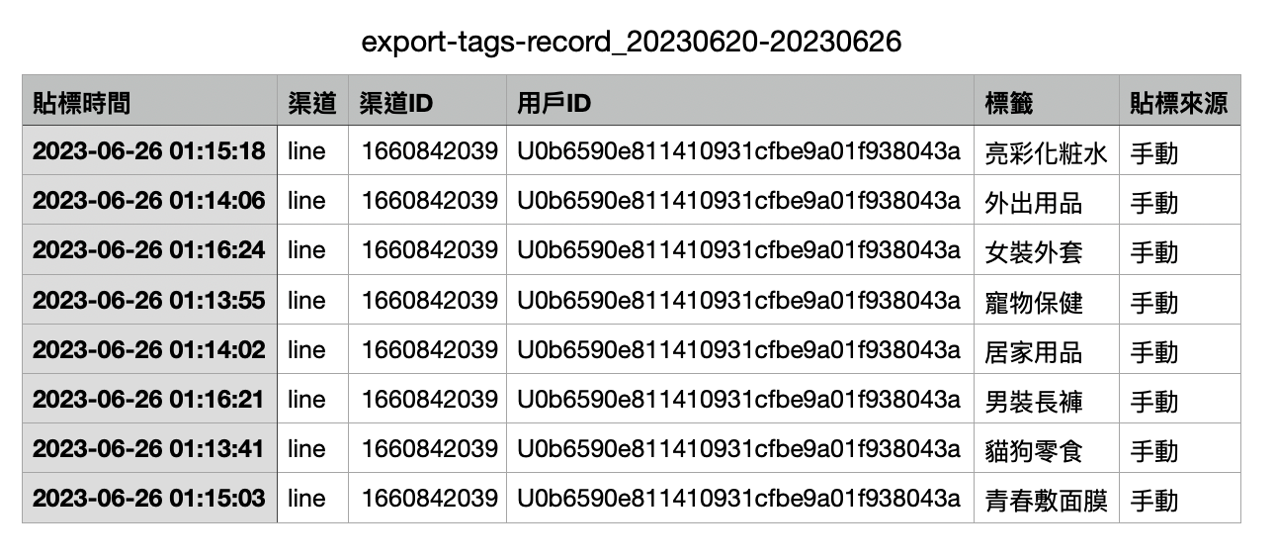 export-tags-record_20230620-20230626
貼標時間 渠道 渠道ID 用戶ID 標籤 貼標來源
2023-06-26 01:15:18 line 1660842039 U0b6590e811410931cfbe9a01f938043a 亮彩化粧水 手動
2023-06-26 01:14:06 line 1660842039 U0b6590e811410931cfbe9a01f938043a 外出用品 手動
2023-06-26 01:16:24 line 1660842039 U0b6590e811410931cfbe9a01f938043a 女裝外套 手動
2023-06-26 01:13:55 line 1660842039 U0b6590e811410931cfbe9a01f938043a 寵物保健 手動
2023-06-26 01:14:02 line 1660842039 U0b6590e811410931cfbe9a01f938043a 居家用品 手動
2023-06-26 01:16:21 line 1660842039 U0b6590e811410931cfbe9a01f938043a 男裝長褲 手動
2023-06-26 01:13:41 line 1660842039 U0b6590e811410931cfbe9a01f938043a 貓狗零食 手動
2023-06-26 01:15:03 line 1660842039 U0b6590e811410931cfbe9a01f938043a 青春敷面膜 手動